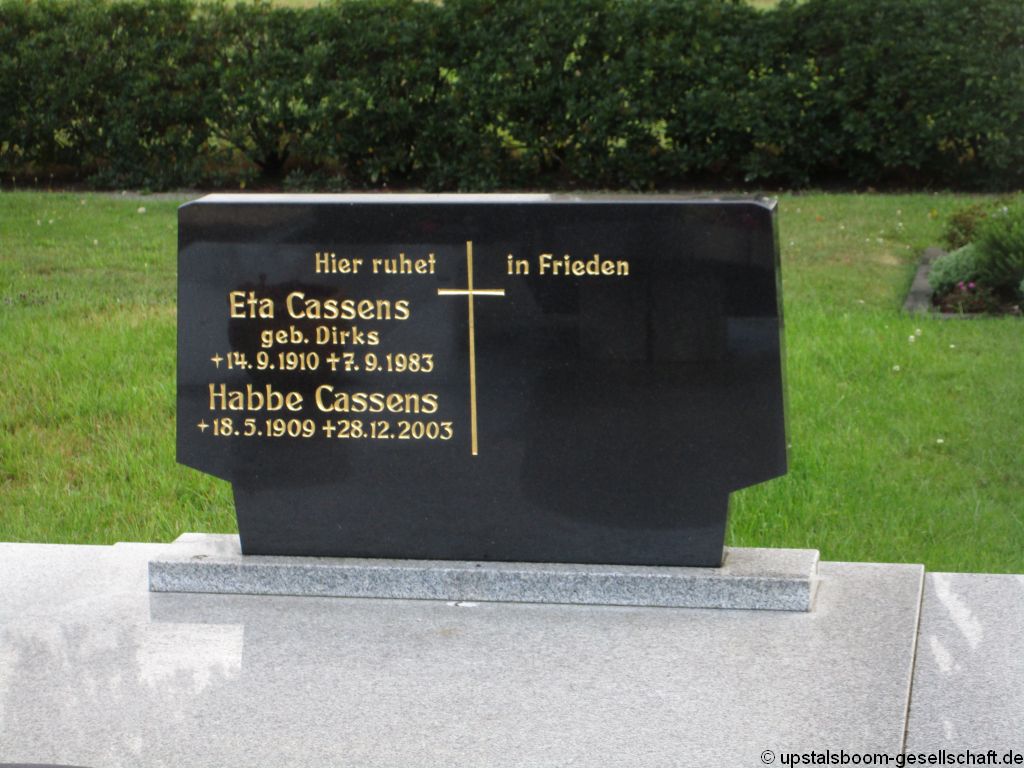 Hier ruhet in Frieden
Eta Cassens
geb. Dirks
+14.9.1910 +7.9.1983
Habbe Cassens
+18.5.1909 +28.12.2003
© upstalsboom-gesellschaft.de